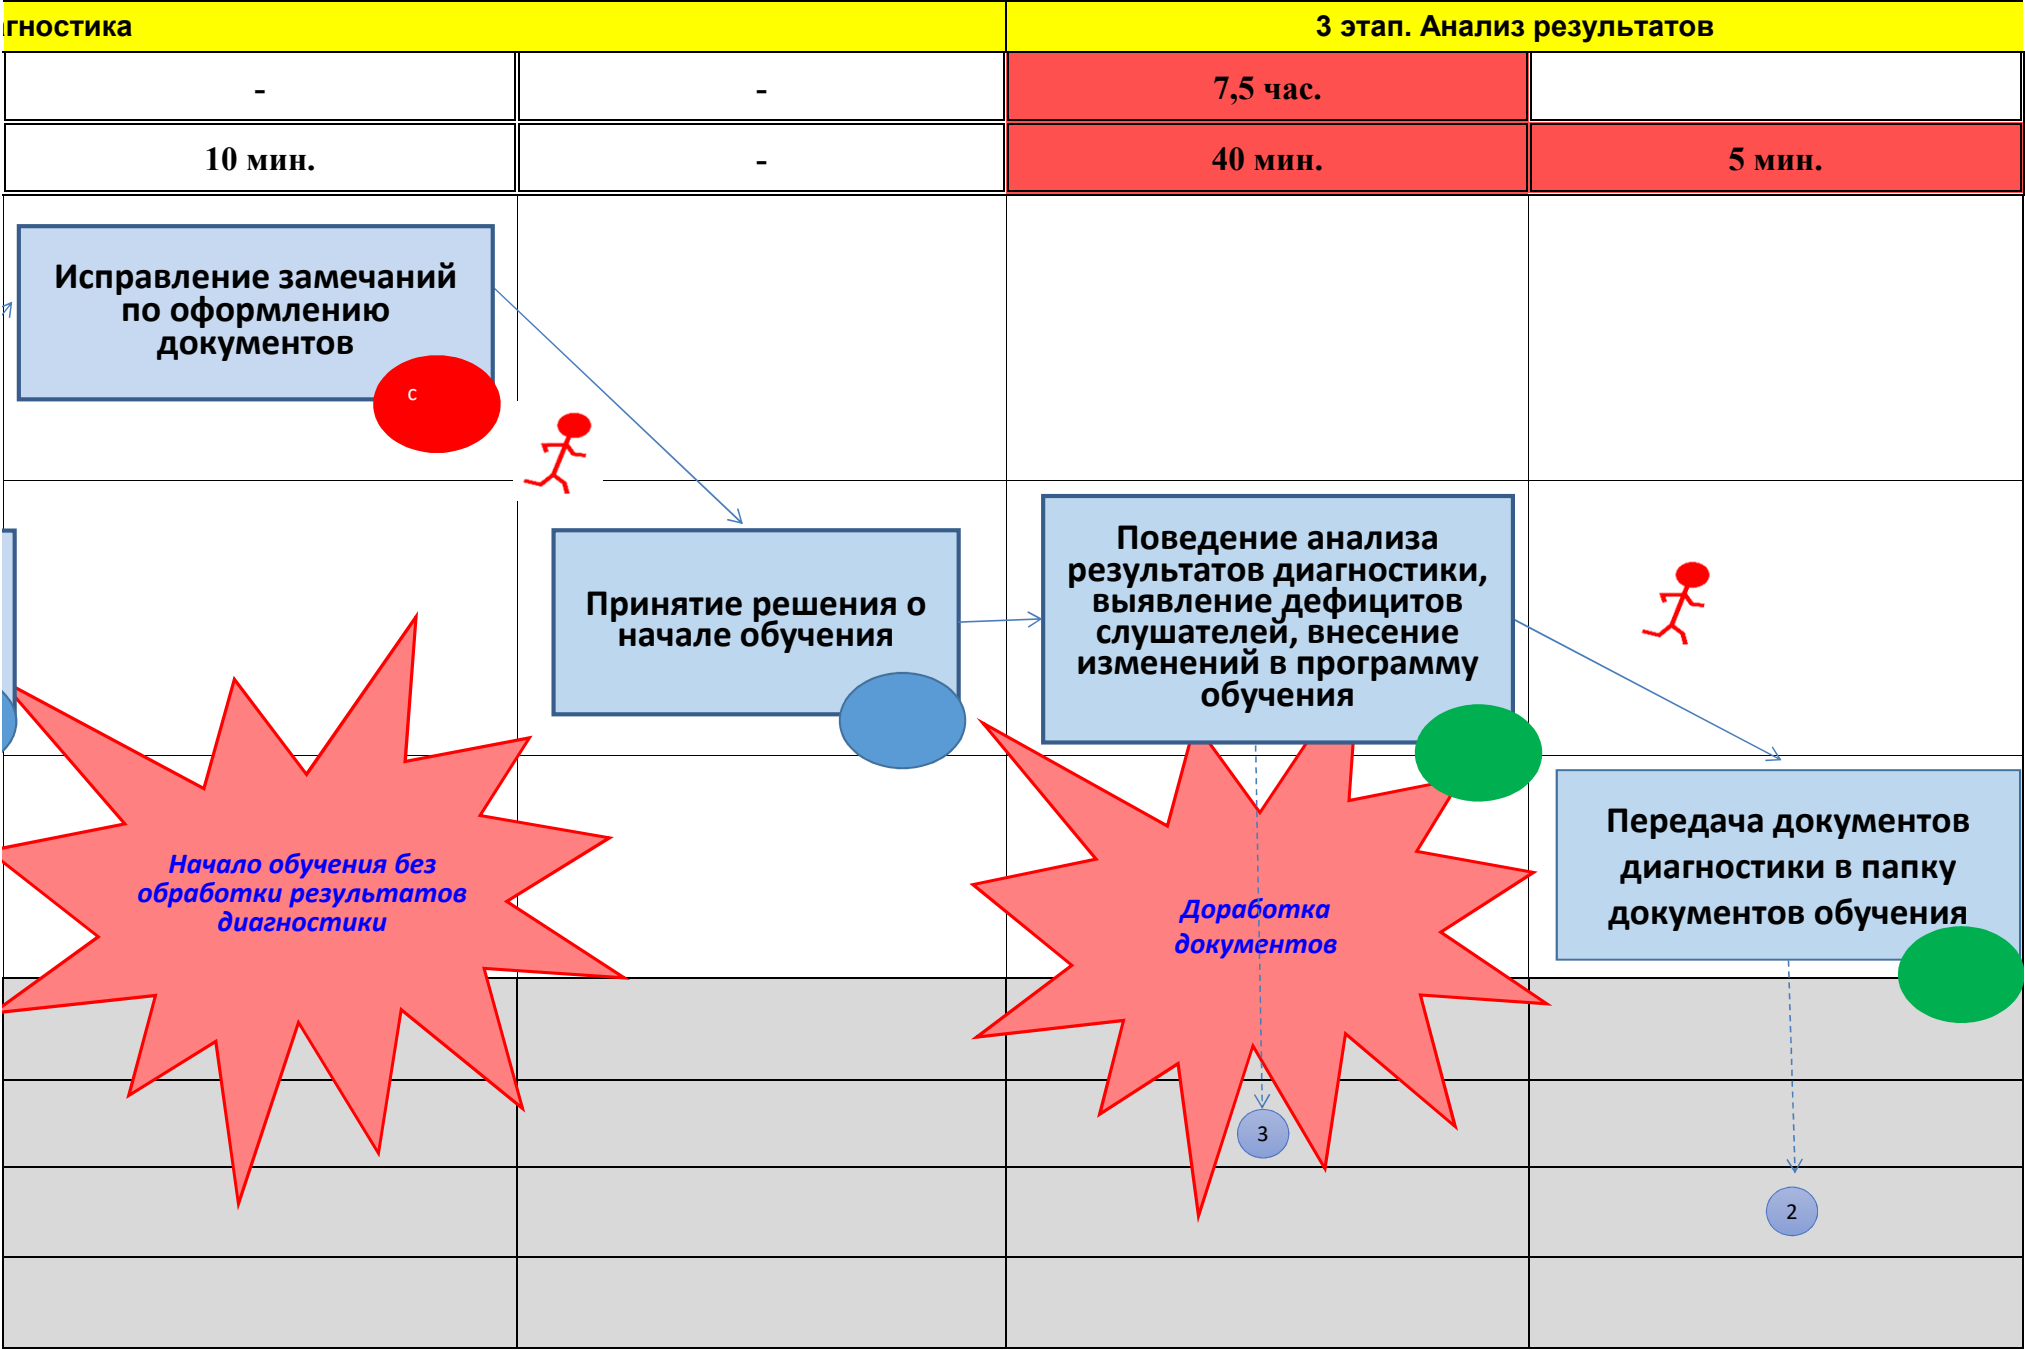 гностика
3 этап. Анализ результатов
-
-
7,5 час.
10 мин.
-
40 мин.
5 мин.
Исправление замечаний
по оформлению
документов
с
Принятие решения о
начале обучения
Поведение анализа
результатов диагностики,
выявление дефицитов
слушателей, внесение
изменений в программу
обучения
Передача документов
диагностики в папку
документов обучения
Начало обучения без
обработки результатов
диагностики
Доработка
документов
3
2